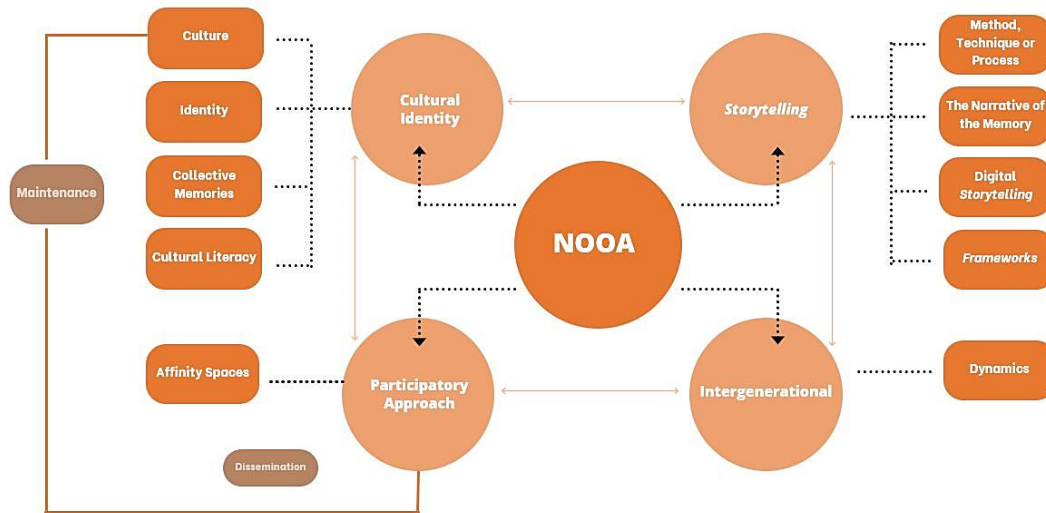 Culture
Identity
Collective
Memories
Cultural Literacy
Maintenance
Affinity Spaces
Dissemination
Cultural
Identity
Storytelling
NOOA
Participatory
Approach
Intergenerational
Method,
Technique or
Process
The Narrative of
the Memory
Digital
Storytelling
Frameworks
Dynamics